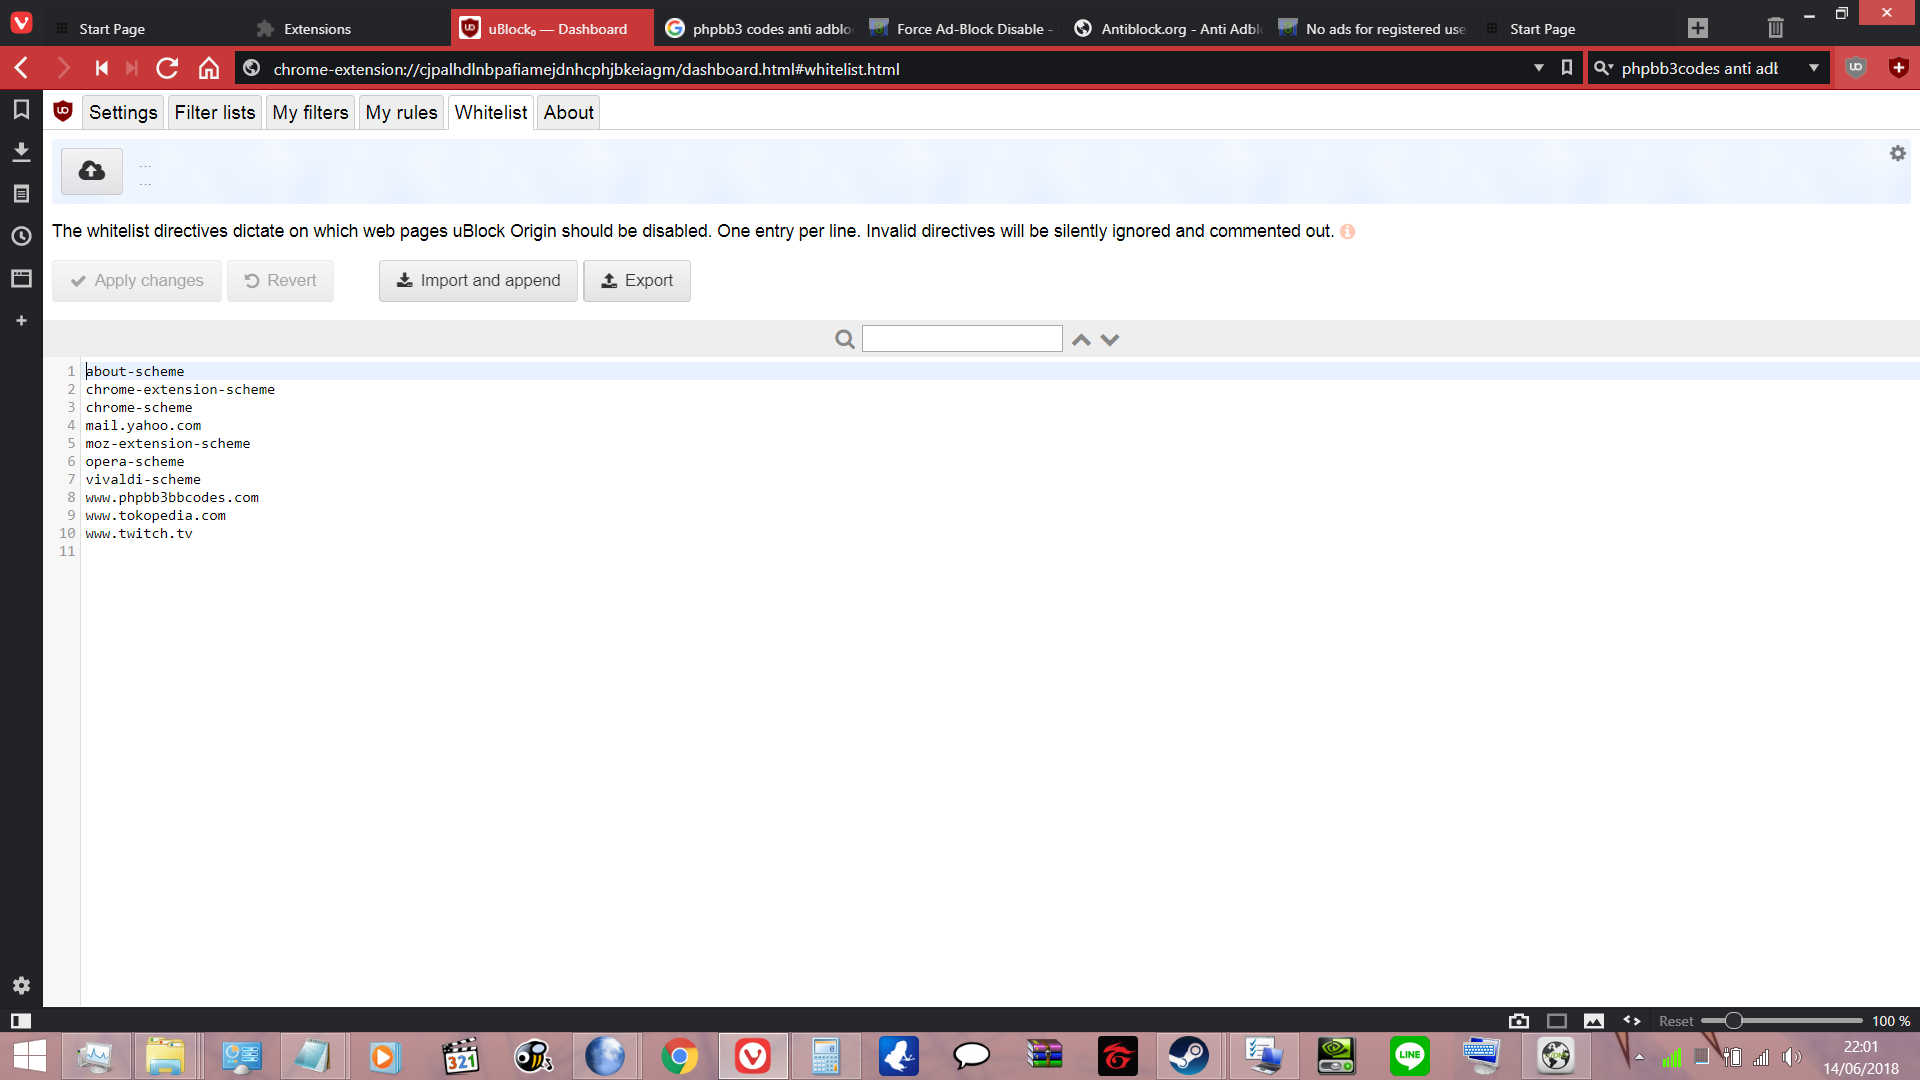 Start Page
Extensions
uBlock₀ — Dashboard
phpbb3 codes anti adblo
Force Ad-Block Disable -
Antiblock.org - Anti Adbl
No ads for registered use
Start Page
chrome-extension://cjpalhdlnbpafiamejdnhcphjbkeiagm/dashboard.html#whitelist.html
phpbb3codes anti adb
Settings
Filter lists
My filters
My rules
Whitelist
About
...
...
The whitelist directives dictate on which web pages uBlock Origin should be disabled. One entry per line. Invalid directives will be silently ignored and commented out.
Apply changes
Revert
Import and append
Export
1 about-scheme
2 chrome-extension-scheme
3 chrome-scheme
4 mail.yahoo.com
5 moz-extension-scheme
6 opera-scheme
7 vivaldi-scheme
8 www.phpbb3bbcodes.com
9 www.tokopedia.com
10 www.twitch.tv
11
Reset
100 %
321
LINE
22:01
14/06/2018